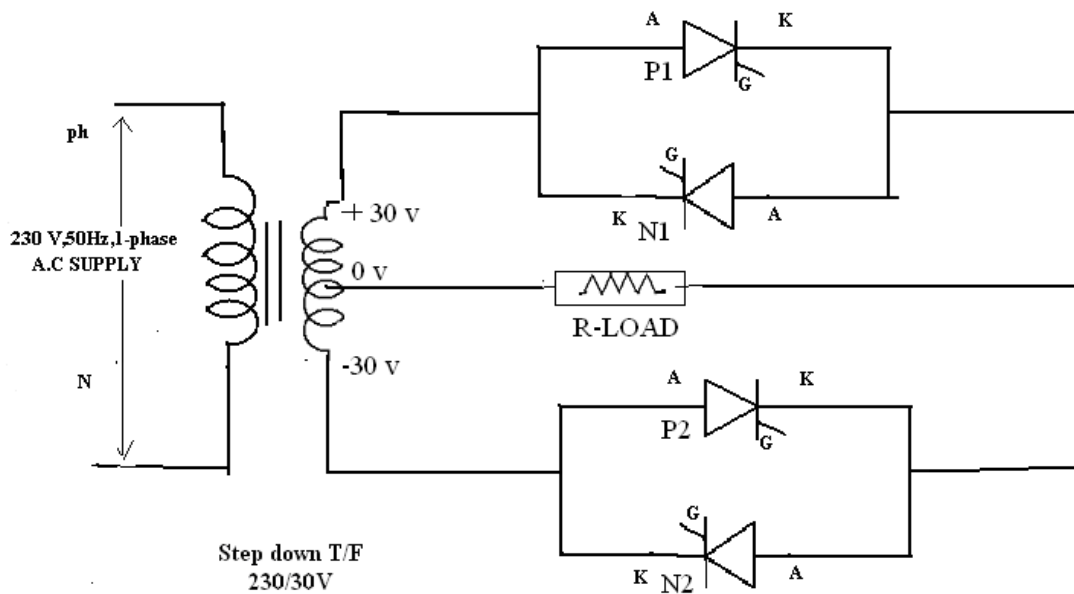 A
K
P1
G
ph
G
K
N1
A
+ 30 v
230 V,50Hz,1-phase
A.C SUPPLY
0 v
R-LOAD
-30 v
N
A
K
P2
G
G
K
N2
A
Step down T/F
230/30V